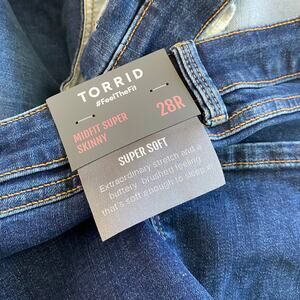 TORRID
#FeelTheFit
MIDFIT SUPER
SKINNY
28R
SUPER SOFT
Extraordinary stretch and a
buttery, brushed feeling
that's soft enough to sleep in